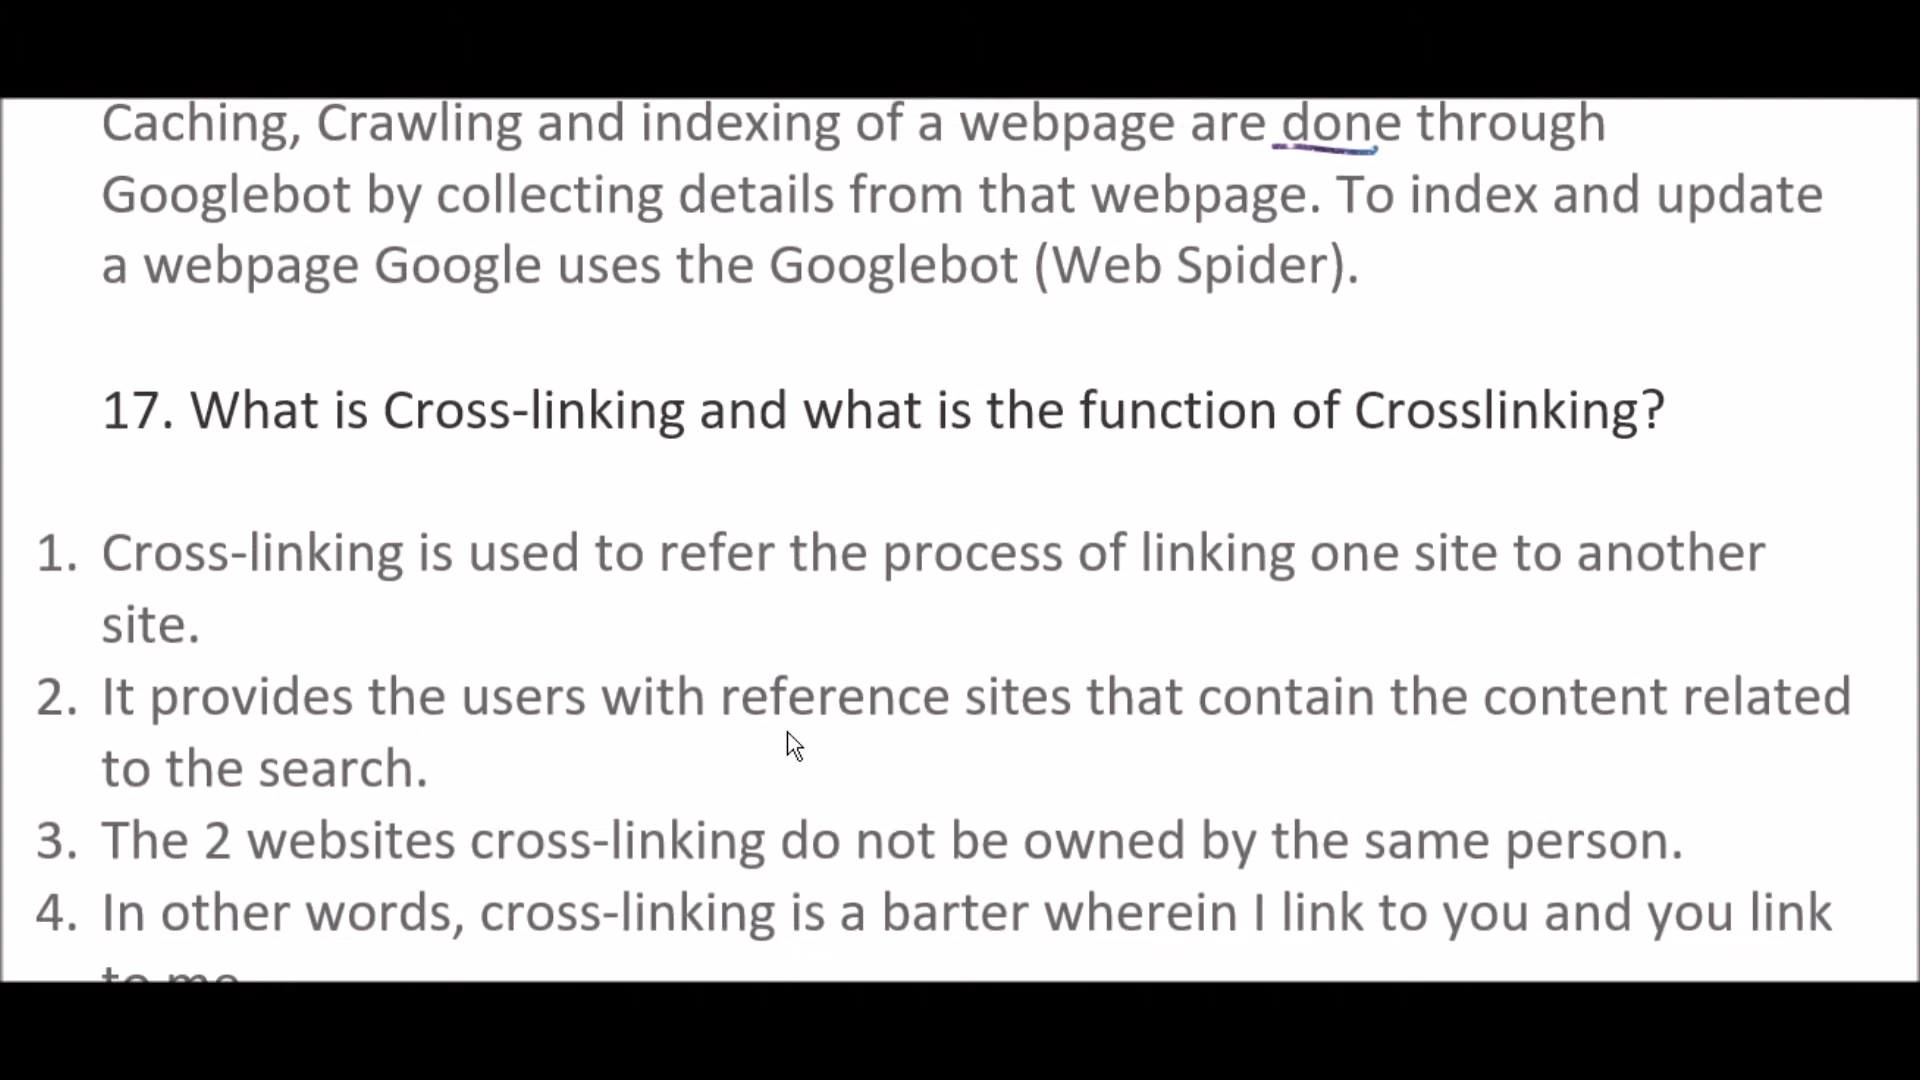 Caching, Crawling and indexing of a webpage are done through
Googlebot by collecting details from that webpage. To index and update
a webpage Google uses the Googlebot (Web Spider).
17. What is Cross-linking and what is the function of Crosslinking?
1. Cross-linking is used to refer the process of linking one site to another
site.
2. It provides the users with reference sites that contain the content related
to the search.
3. The 2 websites cross-linking do not be owned by the same person.
4. In other words, cross-linking is a barter wherein I link to you and you link
to me